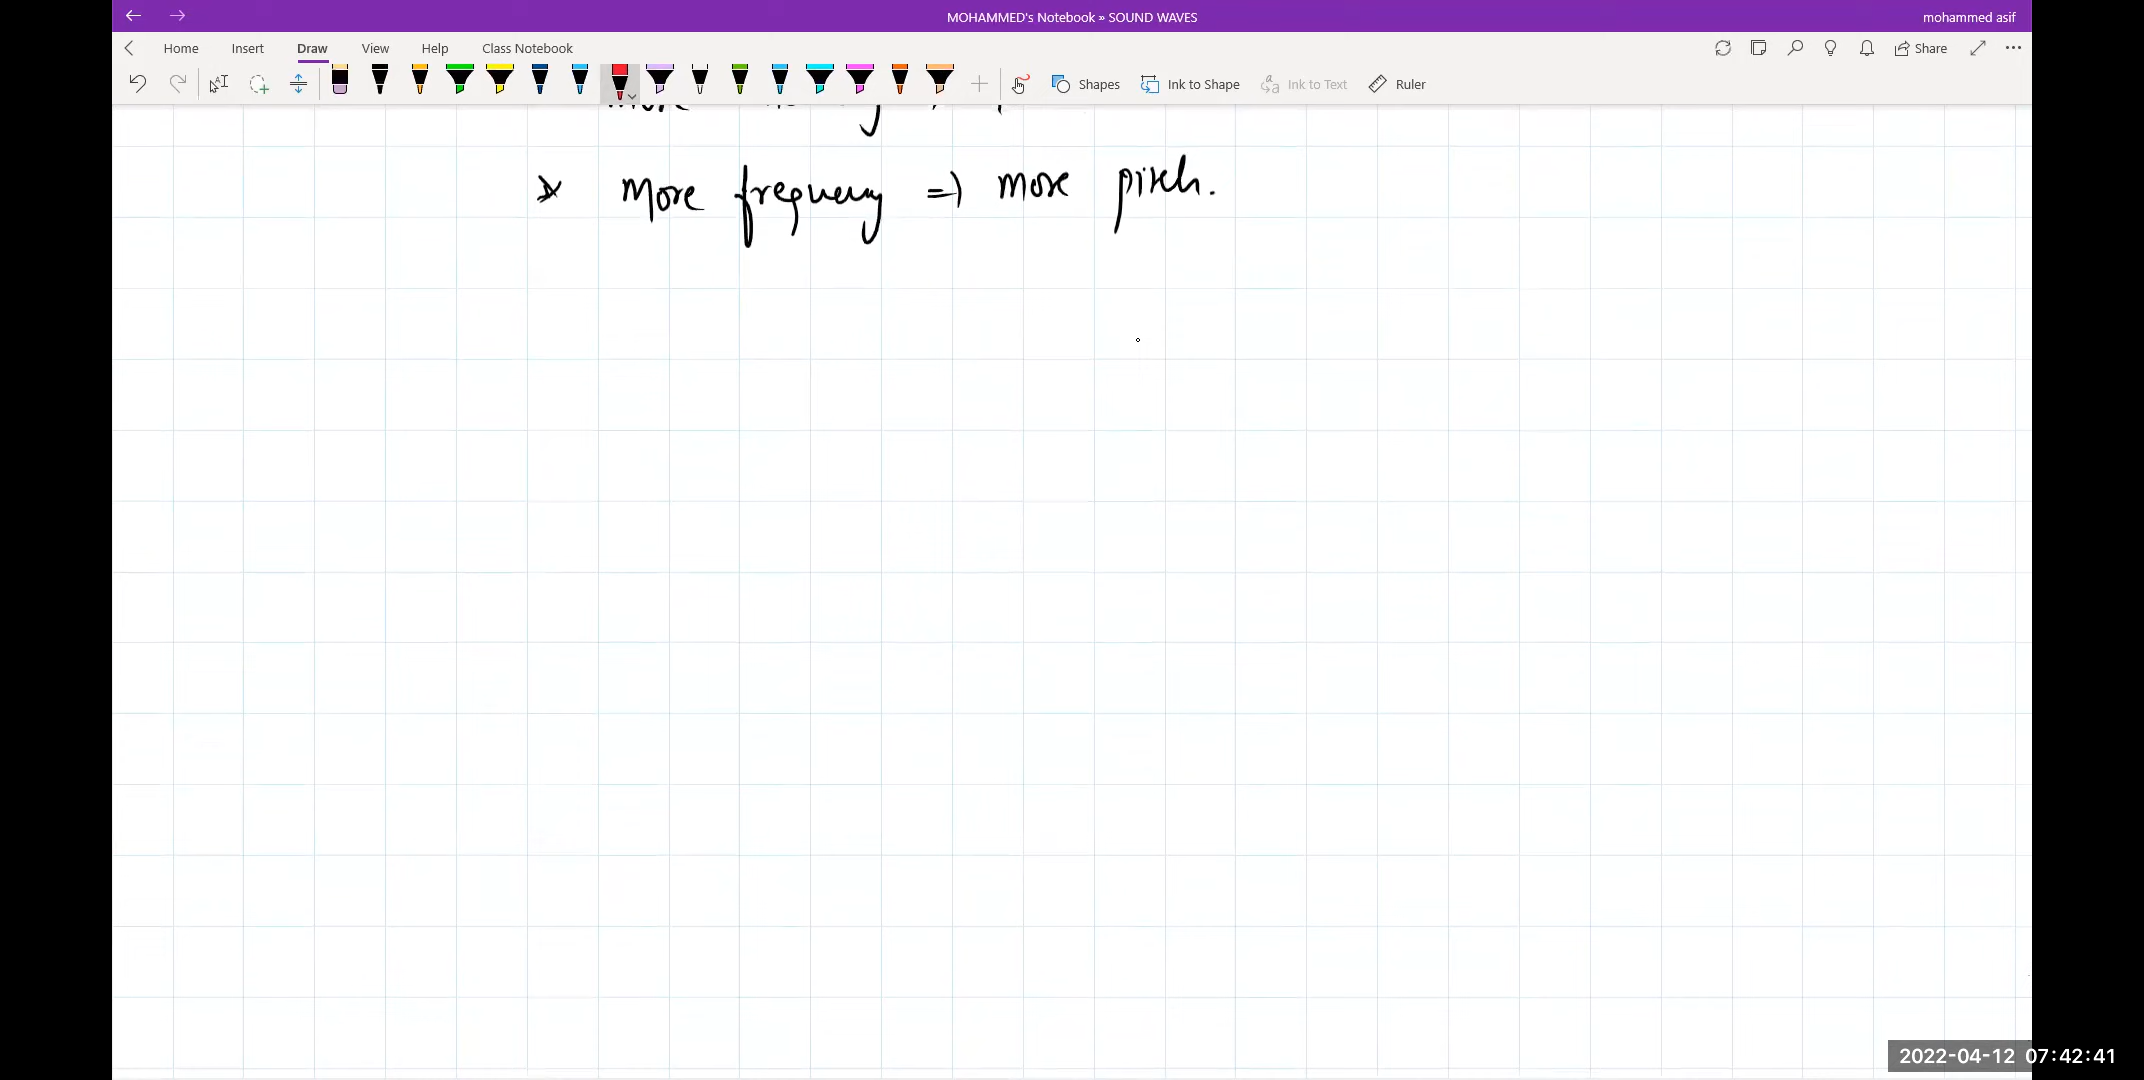 MOHAMMED's Notebook » SOUND WAVES
mohammed asif
Home Insert Draw View Help Class Notebook
Share
Shapes Ink to Shape Ink to Text Ruler
More
More frequency => more pitch.
2022-04-12 07:42:41